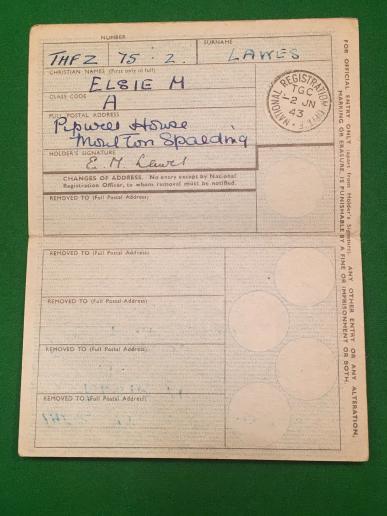 NUMBER
SURNAME
THFZ 75 . 2. LAWES
CHRISTIAN NAMES (First only in full)
ELSIE M
CLASS CODE
A
FULL POSTAL ADDRESS
Pipwell House
Moulton Spalding
HOLDER'S SIGNATURE
E. M. Lawes
CHANGES OF ADDRESS. No entry except by National
Registration Officer, to whom removal must be notified.
REMOVED TO (Full Postal Address)
REMOVED TO (Full Postal Address)
REMOVED TO (Full Postal Address)
REMOVED TO (Full Postal Address)
REMOVED TO (Full Postal Address)
NATIONAL REGISTRATION
TGC
-2 JN
43
FOR OFFICIAL ENTRY ONLY (apart from Holder's Signature). ANY OTHER ENTRY OR ANY ALTERATION,
MARKING OR ERASURE, IS PUNISHABLE BY A FINE OR IMPRISONMENT OR BOTH.